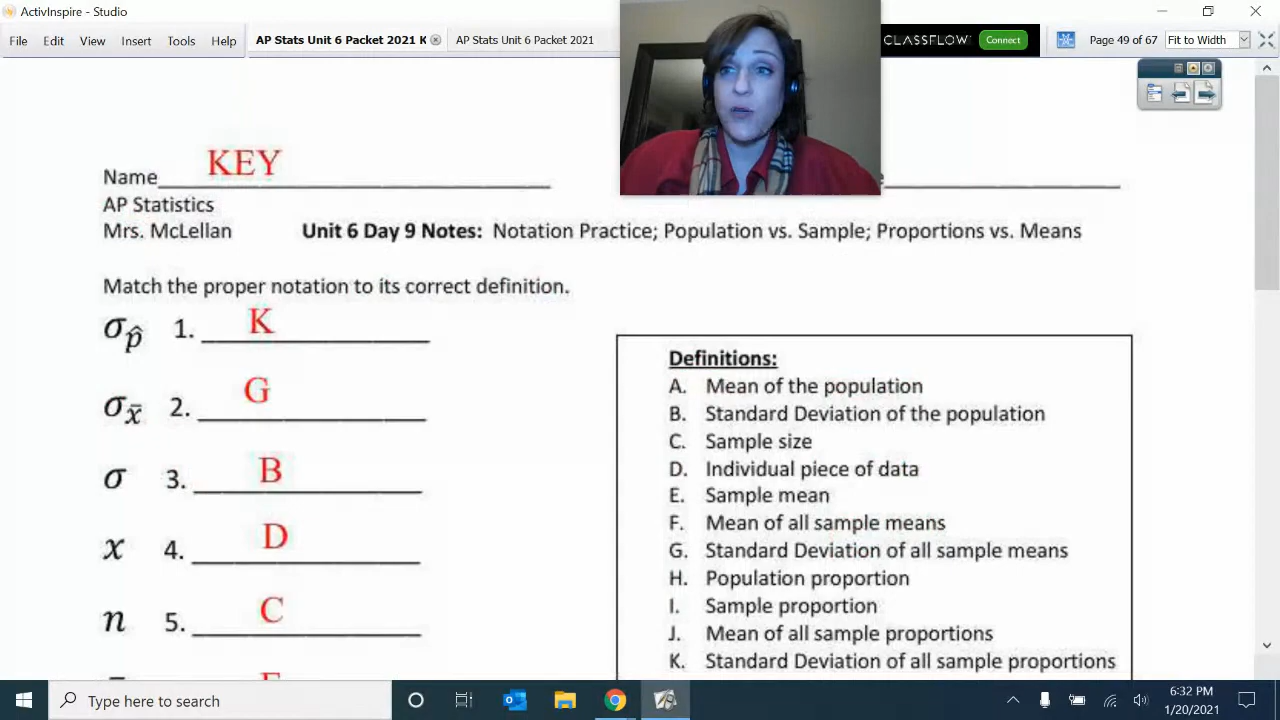 ActivInspire - Studio
File Edit View Insert Tools Help AP Stats Unit 6 Packet 2021 K AP Stats Unit 6 Packet 2021 CLASSFLOW Connect Page 49 of 67 Fit to Width
Name KEY
AP Statistics
Mrs. McLellan Unit 6 Day 9 Notes: Notation Practice; Population vs. Sample; Proportions vs. Means
Match the proper notation to its correct definition.
σp̂ 1. K
σx̄ 2. G
σ 3. B
x 4. D
n 5. C
Definitions:
A. Mean of the population
B. Standard Deviation of the population
C. Sample size
D. Individual piece of data
E. Sample mean
F. Mean of all sample means
G. Standard Deviation of all sample means
H. Population proportion
I. Sample proportion
J. Mean of all sample proportions
K. Standard Deviation of all sample proportions
Type here to search
6:32 PM
1/20/2021